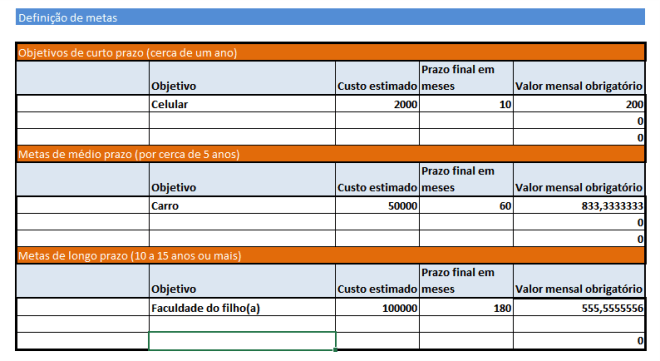 Definição de metas
Objetivos de curto prazo (cerca de um ano)
Objetivo Custo estimado Prazo final em meses Valor mensal obrigatório
Celular 2000 10 200
0
0
Metas de médio prazo (por cerca de 5 anos)
Objetivo Custo estimado Prazo final em meses Valor mensal obrigatório
Carro 50000 60 833,3333333
0
0
Metas de longo prazo (10 a 15 anos ou mais)
Objetivo Custo estimado Prazo final em meses Valor mensal obrigatório
Faculdade do filho(a) 100000 180 555,5555556
0